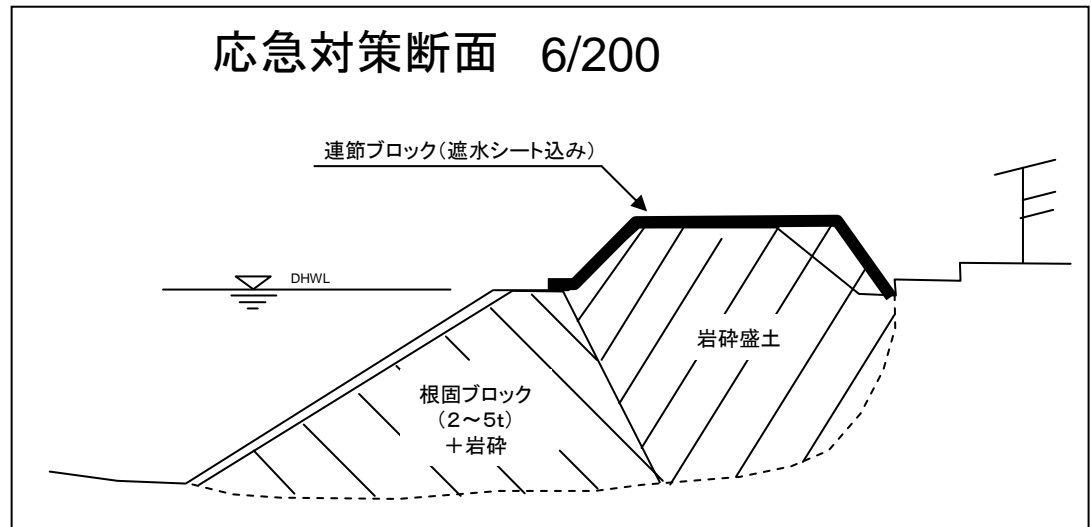 応急対策断面 6/200
連節ブロック(遮水シート込み)
DHWL
岩砕盛土
根固ブロック
(2～5t)
＋岩砕